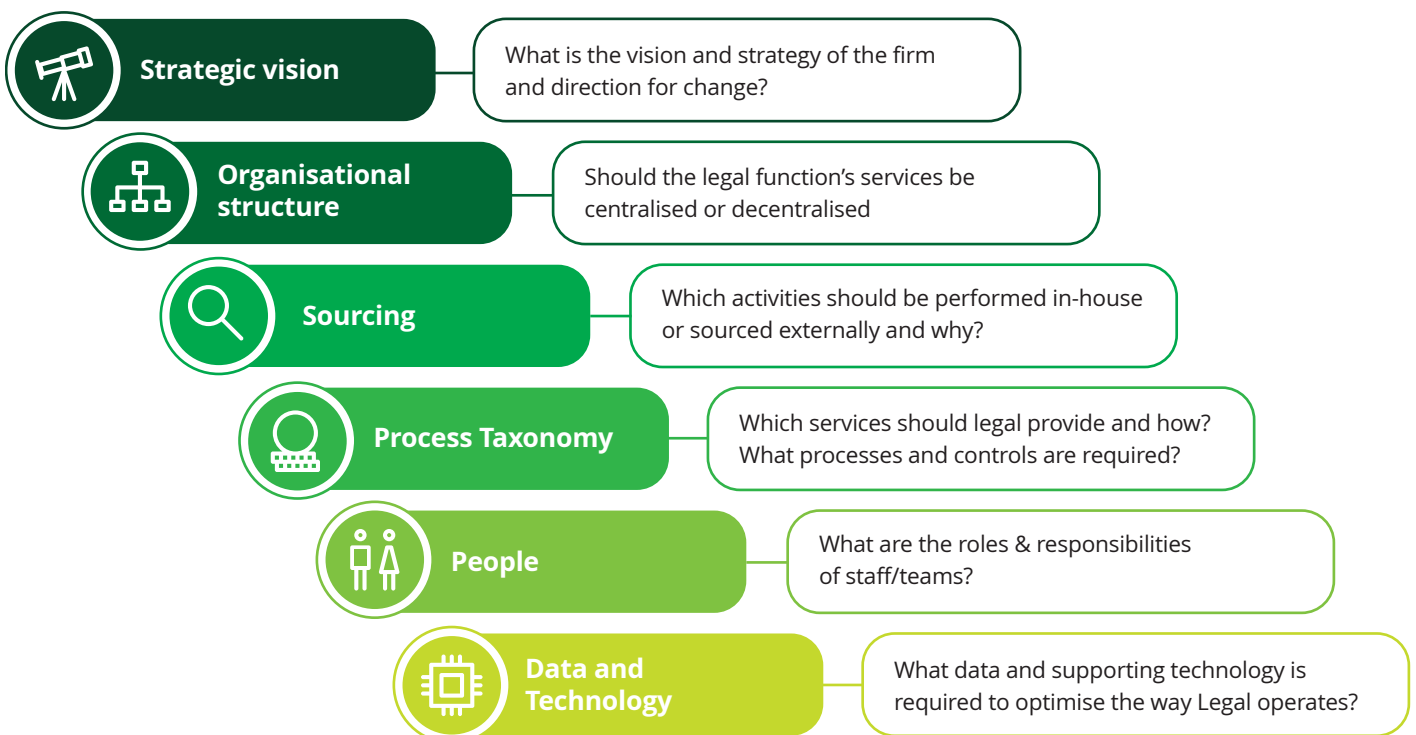 Strategic vision
What is the vision and strategy of the firm
and direction for change?
Organisational
structure
Should the legal function’s services be
centralised or decentralised
Sourcing
Which activities should be performed in-house
or sourced externally and why?
Process Taxonomy
Which services should legal provide and how?
What processes and controls are required?
People
What are the roles & responsibilities
of staff/teams?
Data and
Technology
What data and supporting technology is
required to optimise the way Legal operates?